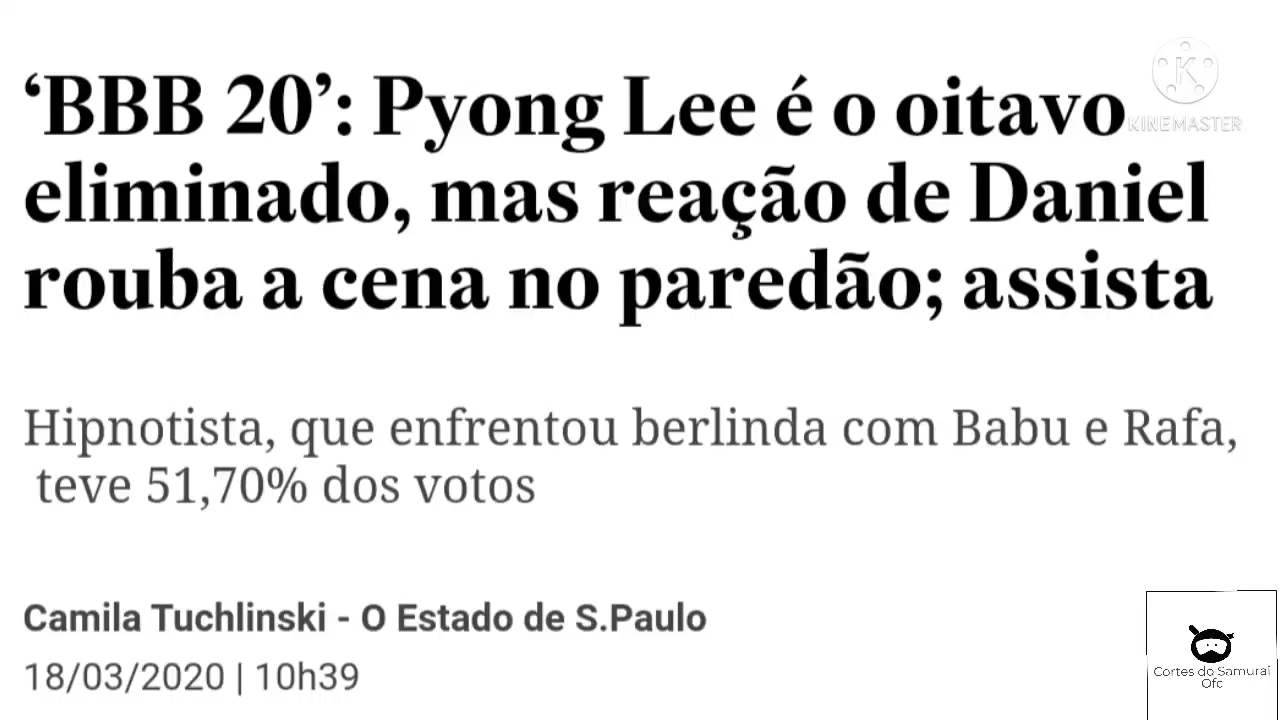 ‘BBB 20’: Pyong Lee é o oitavo
eliminado, mas reação de Daniel
rouba a cena no paredão; assista
Hipnotista, que enfrentou berlinda com Babu e Rafa,
teve 51,70% dos votos
Camila Tuchlinski - O Estado de S.Paulo
18/03/2020 | 10h39
K
KINEMASTER
Cortes do Samurai
Ofc